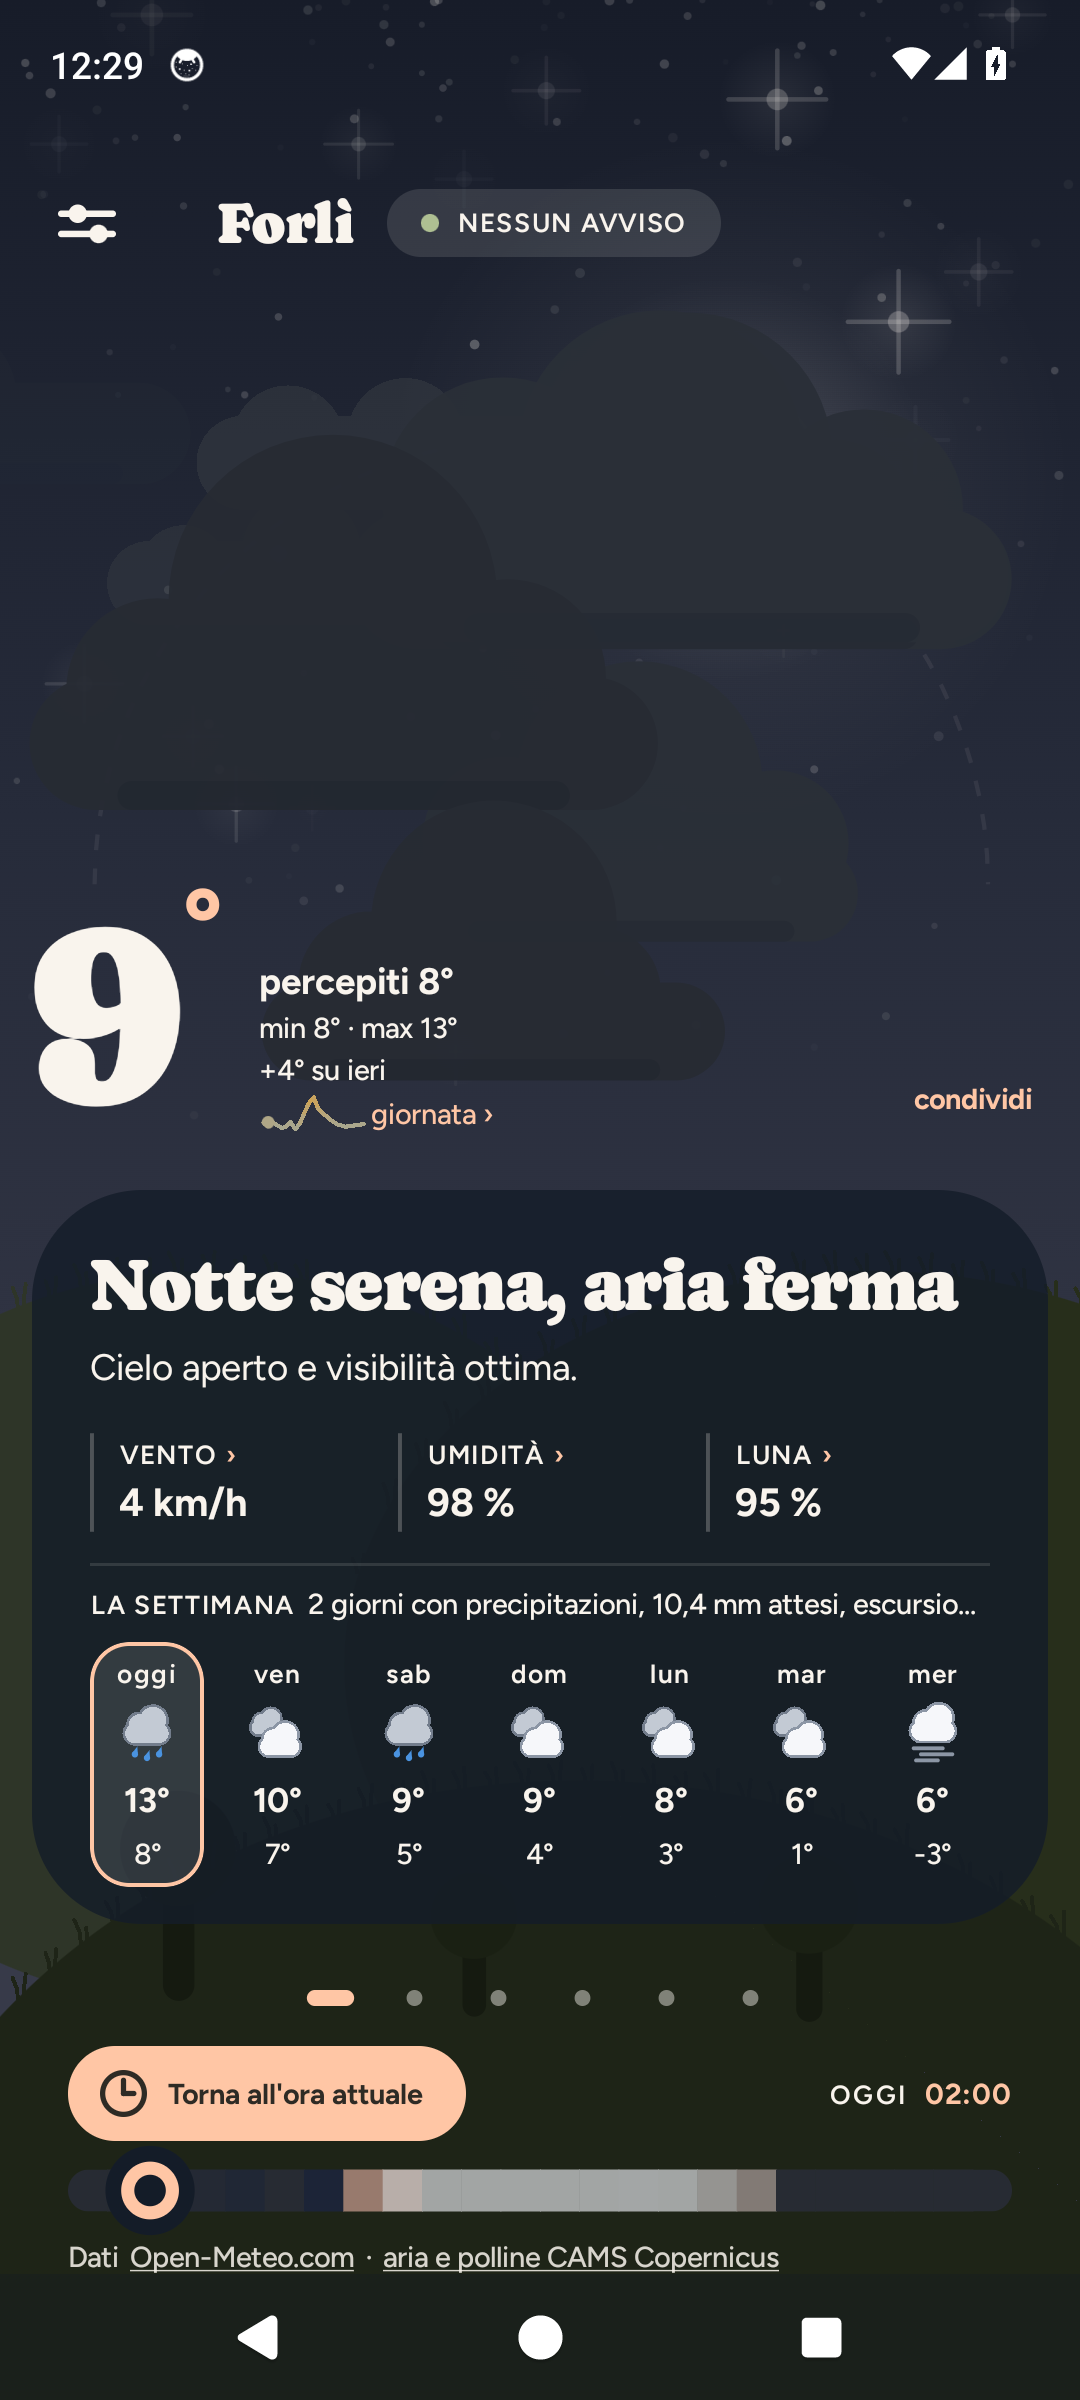 12:29
Forlì
NESSUN AVVISO
9°
percepiti 8°
min 8° · max 13°
+4° su ieri
giornata ›
condividi
Notte serena, aria ferma
Cielo aperto e visibilità ottima.
VENTO › UMIDITÀ › LUNA ›
4 km/h 98 % 95 %
LA SETTIMANA 2 giorni con precipitazioni, 10,4 mm attesi, escursio...
oggi ven sab dom lun mar mer
13° 10° 9° 9° 8° 6° 6°
8° 7° 5° 4° 3° 1° -3°
Torna all'ora attuale
OGGI 02:00
Dati Open-Meteo.com · aria e polline CAMS Copernicus